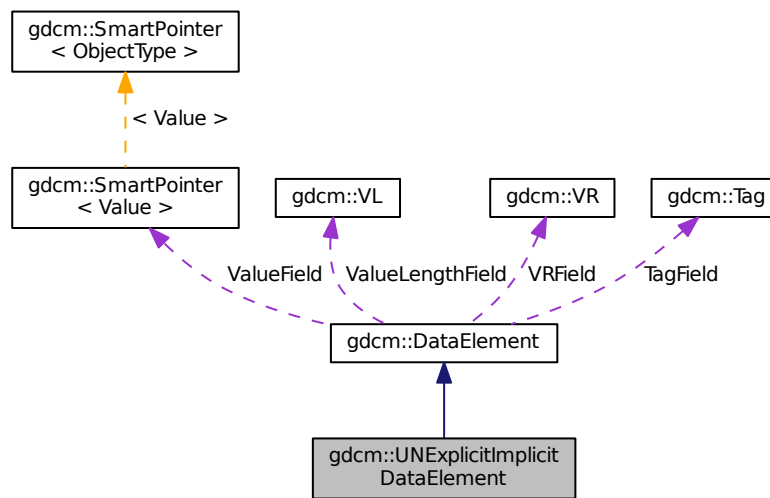 gdcm::SmartPointer
< ObjectType >
< Value >
gdcm::SmartPointer
< Value >
gdcm::VL
gdcm::VR
gdcm::Tag
ValueField
ValueLengthField
VRField
TagField
gdcm::DataElement
gdcm::UNExplicitImplicit
DataElement